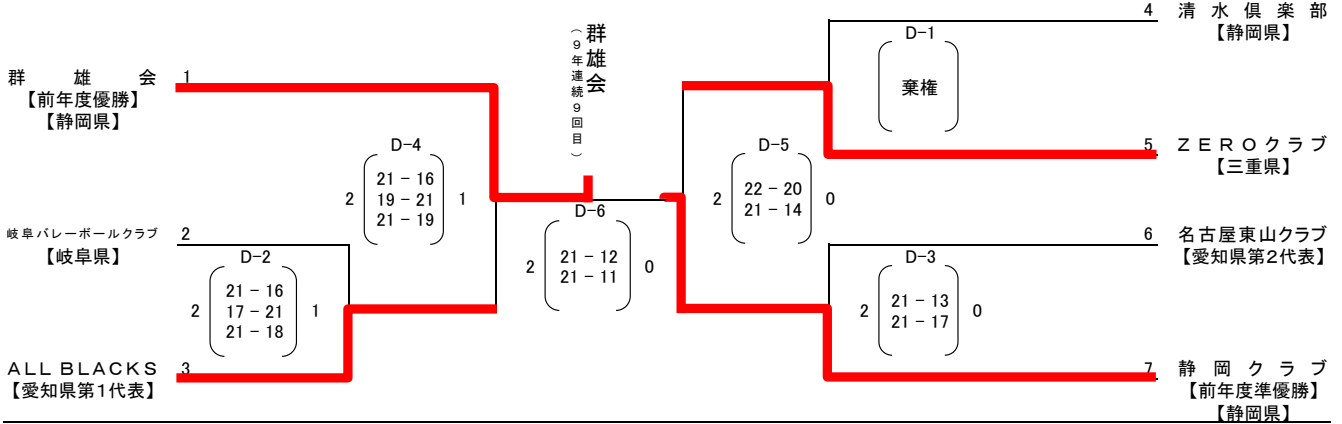 群雄会
（9年連続9回目）
群　雄　会 1
【前年度優勝】
【静岡県】
岐阜バレーボールクラブ 2
【岐阜県】
ALL BLACKS 3
【愛知県第1代表】
D-2
2 1
21 - 16
17 - 21
21 - 18
D-4
2 1
21 - 16
19 - 21
21 - 19
D-6
2 0
21 - 12
21 - 11
D-5
2 0
22 - 20
21 - 14
D-1
棄権
D-3
2 0
21 - 13
21 - 17
4 清水倶楽部
【静岡県】
5 ZEROクラブ
【三重県】
6 名古屋東山クラブ
【愛知県第2代表】
7 静岡クラブ
【前年度準優勝】
【静岡県】